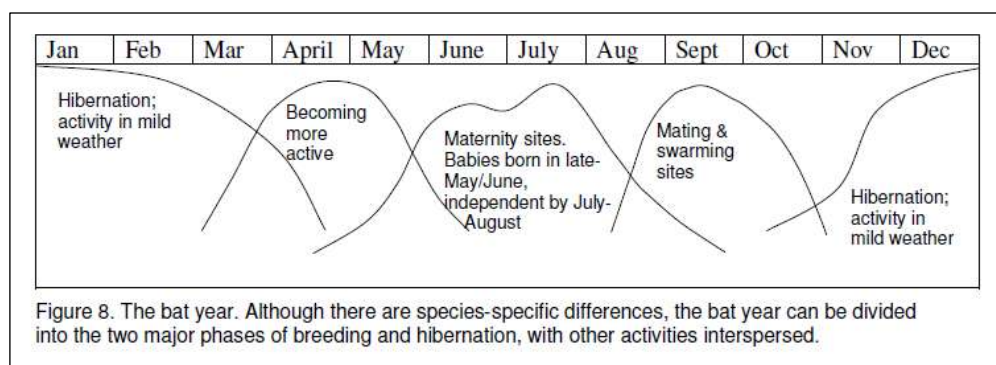 Jan Feb Mar April May June July Aug Sept Oct Nov Dec
Hibernation;
activity in mild
weather
Becoming
more
active
Maternity sites.
Babies born in late-
May/June,
independent by July-
August
Mating &
swarming
sites
Hibernation;
activity in
mild weather
Figure 8. The bat year. Although there are species-specific differences, the bat year can be divided
into the two major phases of breeding and hibernation, with other activities interspersed.